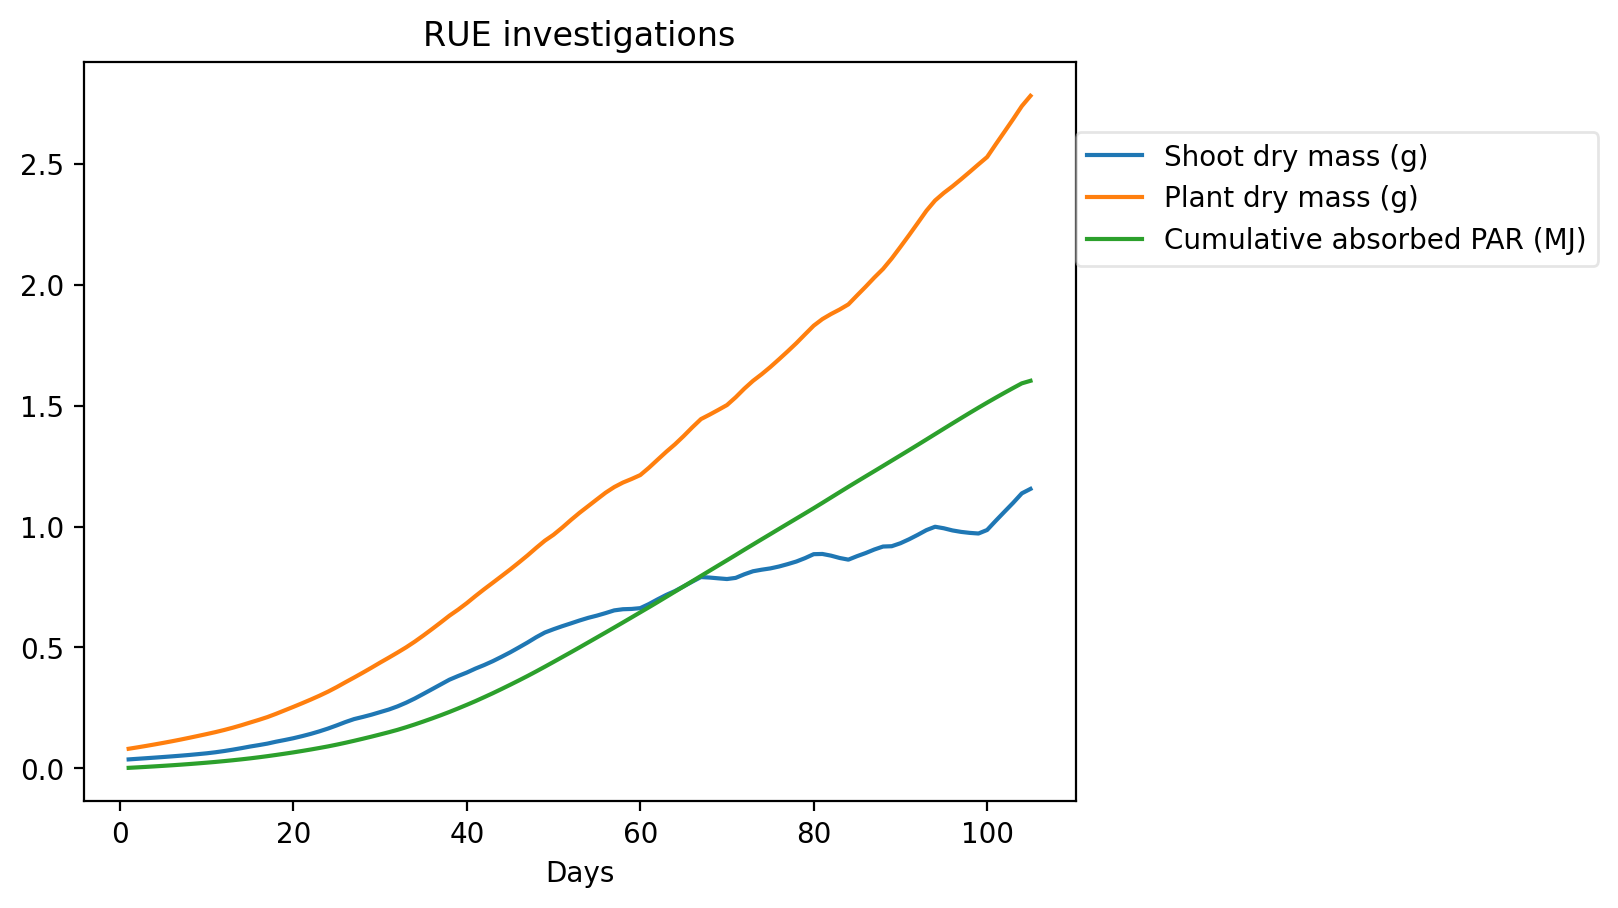 RUE investigations
2.5
2.0
1.5
1.0
0.5
0.0
0 20 40 60 80 100
Days
Shoot dry mass (g)
Plant dry mass (g)
Cumulative absorbed PAR (MJ)